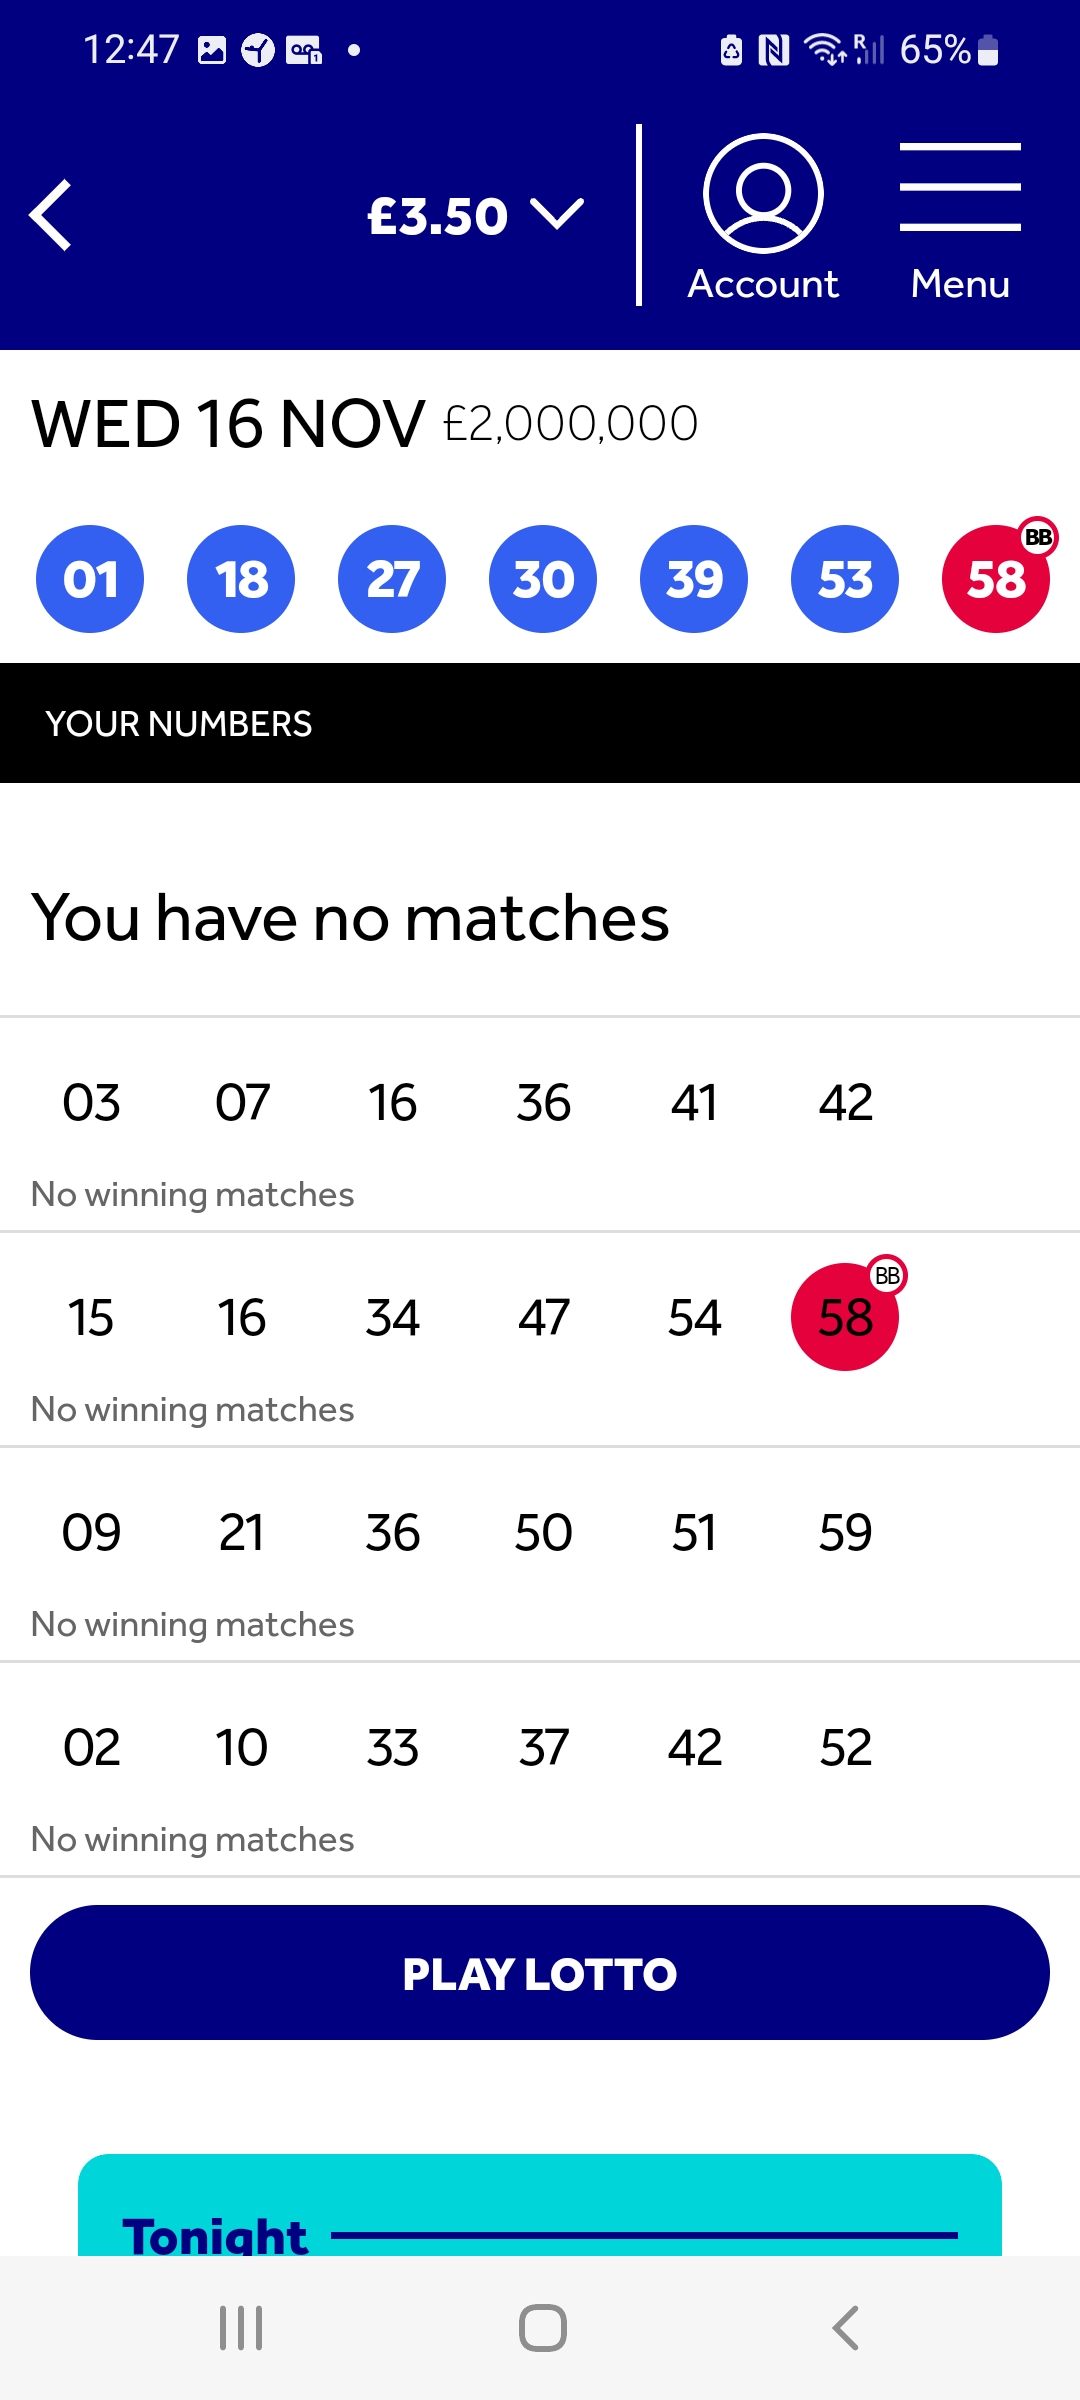 12:47 1 R 65%
£3.50
Account Menu
WED 16 NOV £2,000,000
01 18 27 30 39 53 58 BB
YOUR NUMBERS
You have no matches
03 07 16 36 41 42
No winning matches
15 16 34 47 54 58 BB
No winning matches
09 21 36 50 51 59
No winning matches
02 10 33 37 42 52
No winning matches
PLAY LOTTO
Tonight